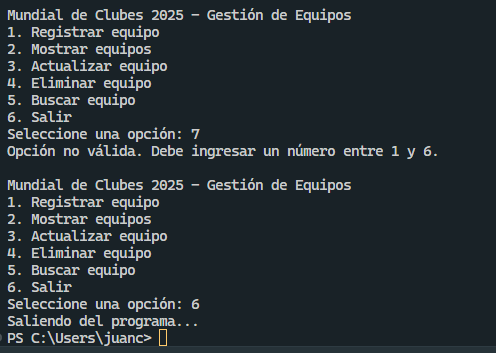 Mundial de Clubes 2025 - Gestión de Equipos
1. Registrar equipo
2. Mostrar equipos
3. Actualizar equipo
4. Eliminar equipo
5. Buscar equipo
6. Salir
Seleccione una opción: 7
Opción no válida. Debe ingresar un número entre 1 y 6.
Mundial de Clubes 2025 - Gestión de Equipos
1. Registrar equipo
2. Mostrar equipos
3. Actualizar equipo
4. Eliminar equipo
5. Buscar equipo
6. Salir
Seleccione una opción: 6
Saliendo del programa...
PS C:\Users\juanc>